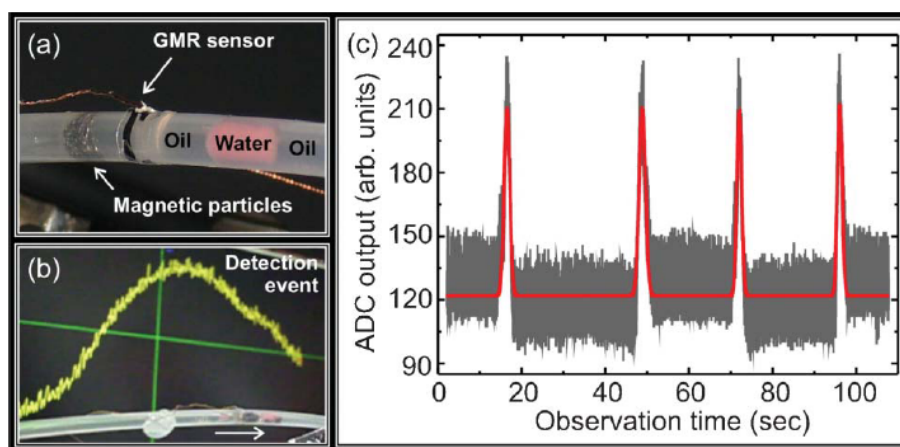 (a)
GMR sensor
Oil
Water
Oil
Magnetic particles
(b)
Detection
event
(c)
ADC output (arb. units)
240
210
180
150
120
90
0 20 40 60 80 100
Observation time (sec)